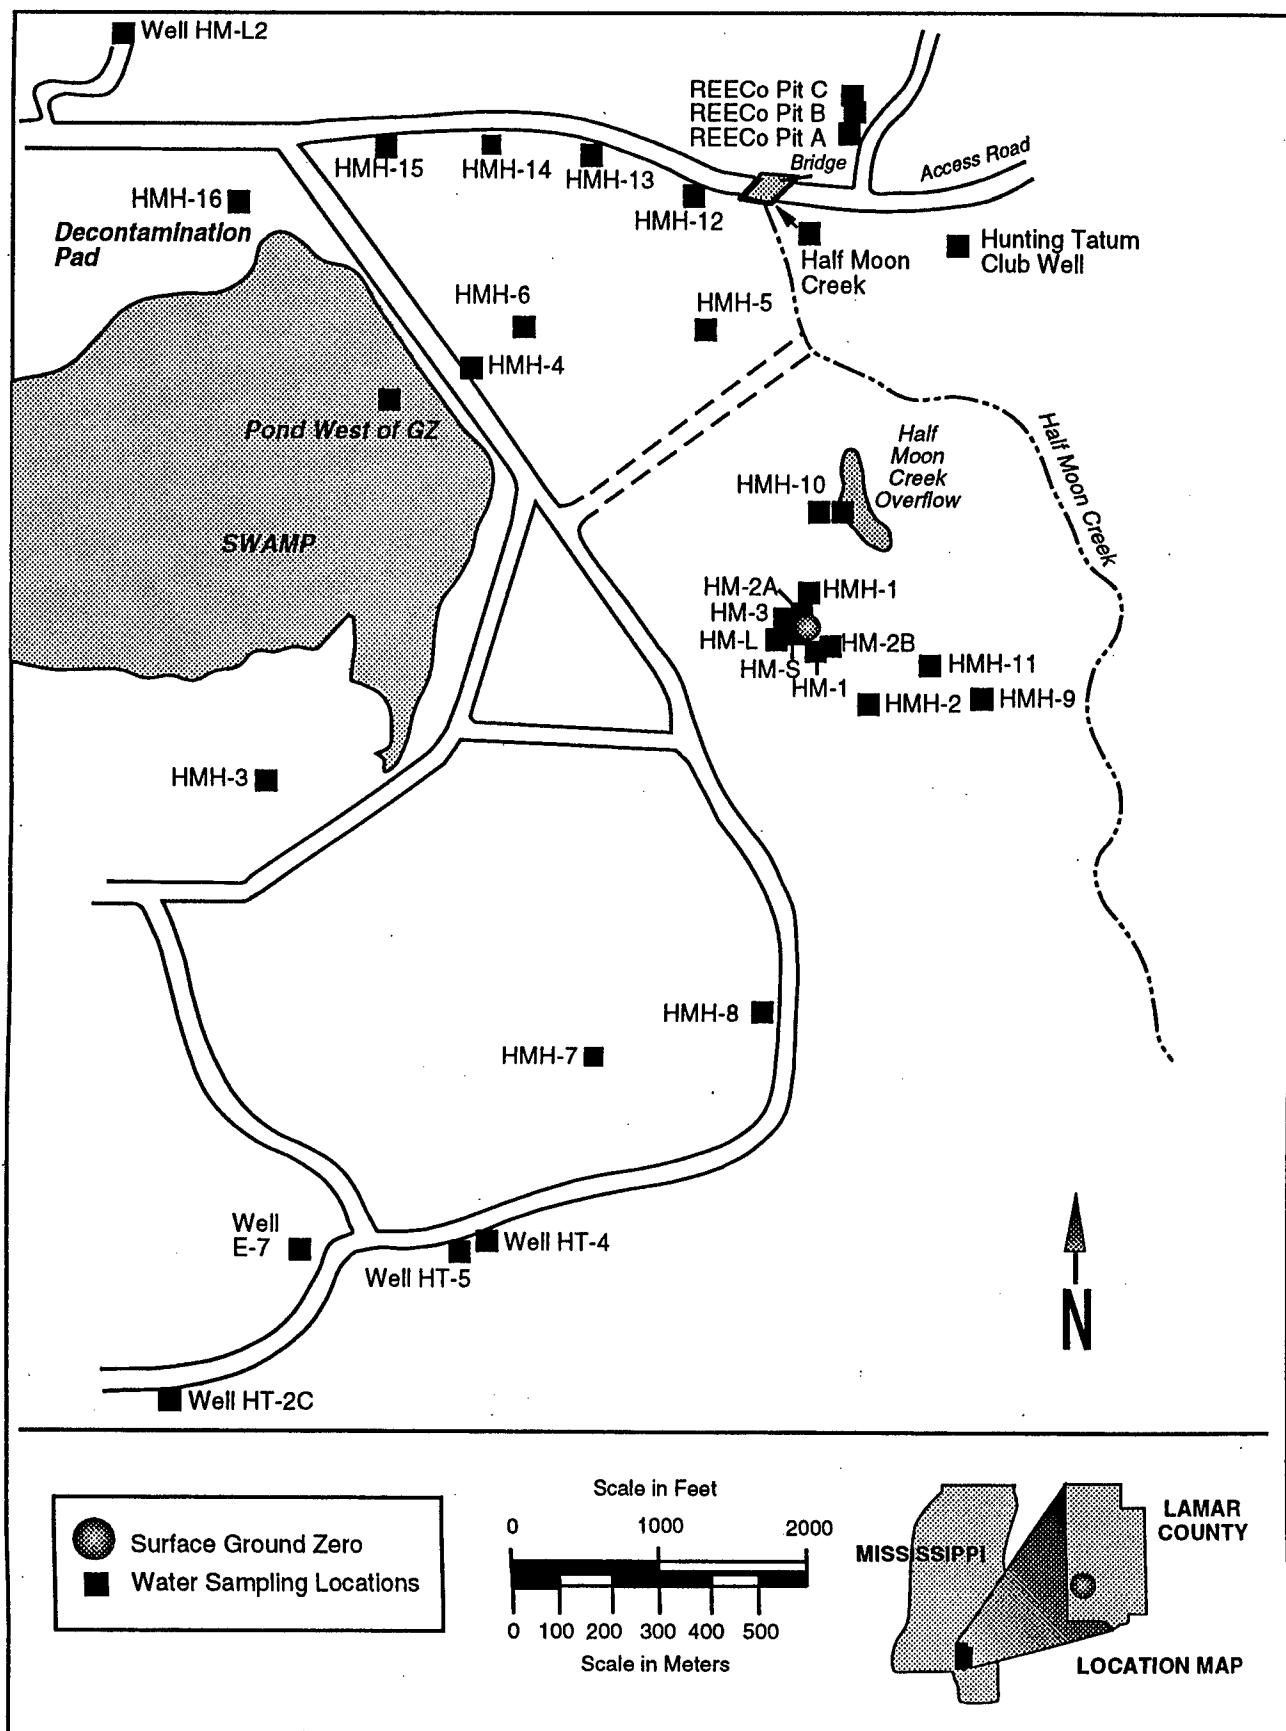 Well HM-L2
REECo Pit C
REECo Pit B
REECo Pit A
Bridge
Access Road
HMH-15
HMH-14
HMH-13
HMH-12
HMH-16
Decontamination
Pad
Half Moon
Creek
Hunting Tatum
Club Well
HMH-6
HMH-5
HMH-4
Pond West of GZ
Half
Moon
Creek
Overflow
Half Moon Creek
HMH-10
SWAMP
HM-2A
HMH-1
HM-3
HM-L
HM-2B
HM-S
HM-1
HMH-11
HMH-2
HMH-9
HMH-3
HMH-8
HMH-7
Well
E-7
Well HT-4
Well HT-5
N
Well HT-2C
Surface Ground Zero
Water Sampling Locations
Scale in Feet
0 1000 2000
0 100 200 300 400 500
Scale in Meters
MISSISSIPPI
LAMAR
COUNTY
LOCATION MAP